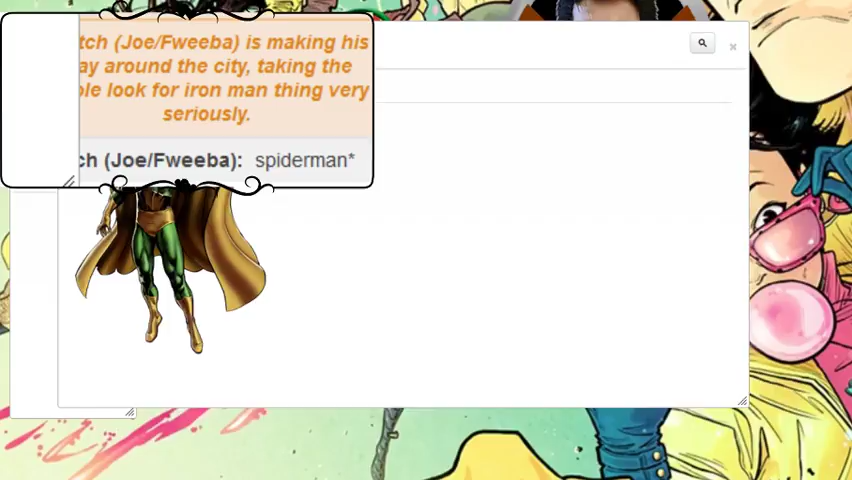 tch (Joe/Fweeba) is making his
ay around the city, taking the
ole look for iron man thing very
seriously.
ch (Joe/Fweeba): spiderman*